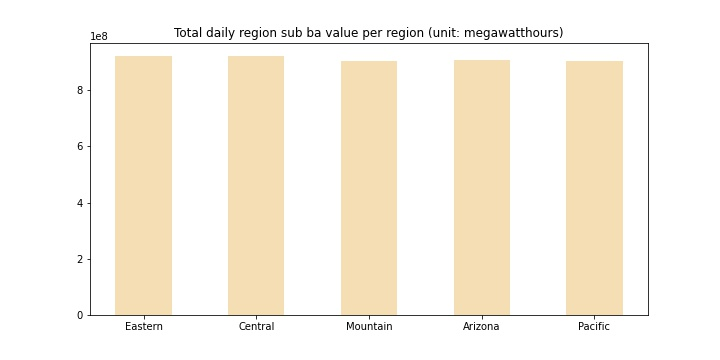 Total daily region sub ba value per region (unit: megawatthours)
1e8
8
6
4
2
0
Eastern Central Mountain Arizona Pacific